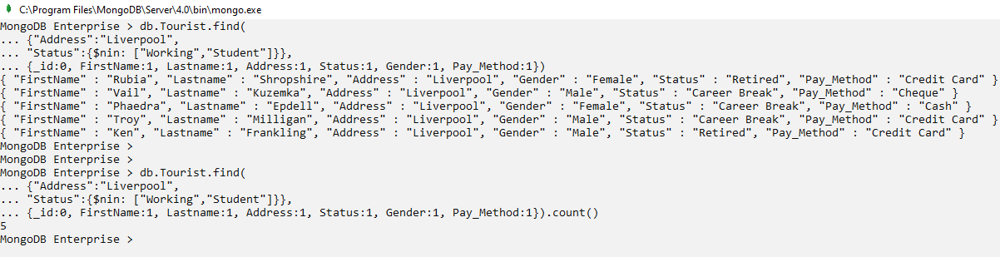 C:\Program Files\MongoDB\Server\4.0\bin\mongo.exe
MongoDB Enterprise > db.Tourist.find(
... {"Address":"Liverpool",
... "Status":{$nin: ["Working","Student"]}},
... {_id:0, FirstName:1, Lastname:1, Address:1, Status:1, Gender:1, Pay_Method:1})
{ "FirstName" : "Rubia", "Lastname" : "Shropshire", "Address" : "Liverpool", "Gender" : "Female", "Status" : "Retired", "Pay_Method" : "Credit Card" }
{ "FirstName" : "Vail", "Lastname" : "Kuzemka", "Address" : "Liverpool", "Gender" : "Male", "Status" : "Career Break", "Pay_Method" : "Cheque" }
{ "FirstName" : "Phaedra", "Lastname" : "Epdell", "Address" : "Liverpool", "Gender" : "Female", "Status" : "Career Break", "Pay_Method" : "Cash" }
{ "FirstName" : "Troy", "Lastname" : "Milligan", "Address" : "Liverpool", "Gender" : "Male", "Status" : "Career Break", "Pay_Method" : "Credit Card" }
{ "FirstName" : "Ken", "Lastname" : "Frankling", "Address" : "Liverpool", "Gender" : "Male", "Status" : "Retired", "Pay_Method" : "Credit Card" }
MongoDB Enterprise >
MongoDB Enterprise >
MongoDB Enterprise > db.Tourist.find(
... {"Address":"Liverpool",
... "Status":{$nin: ["Working","Student"]}},
... {_id:0, FirstName:1, Lastname:1, Address:1, Status:1, Gender:1, Pay_Method:1}).count()
5
MongoDB Enterprise >